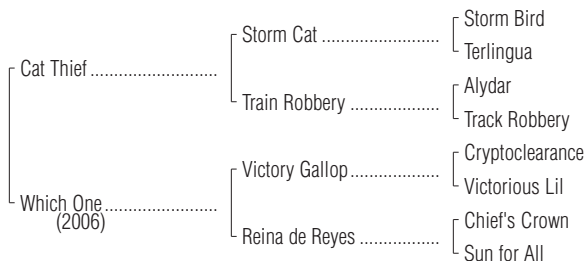 Storm Bird
Storm Cat ........................
Terlingua
Cat Thief ..........................
Alydar
Train Robbery ..................
Track Robbery
Cryptoclearance
Victory Gallop ..................
Victorious Lil
Which One .......................
(2006)
Chief's Crown
Reina de Reyes ................
Sun for All